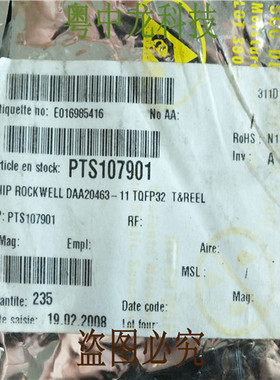 粤中龙科技
311D
tiquette no: E016985416
No AA:
RoHS : N1
Inv : A
rticle en stock: PTS107901
HIP ROCKWELL DAA20463-11 TQFP32 T&REEL
P: PTS107901
RF:
Mag:
Empl:
Aire :
MSL : /
antite: 235
Mag:
te saisie: 19.02.2008
Lot four:
盗图必究